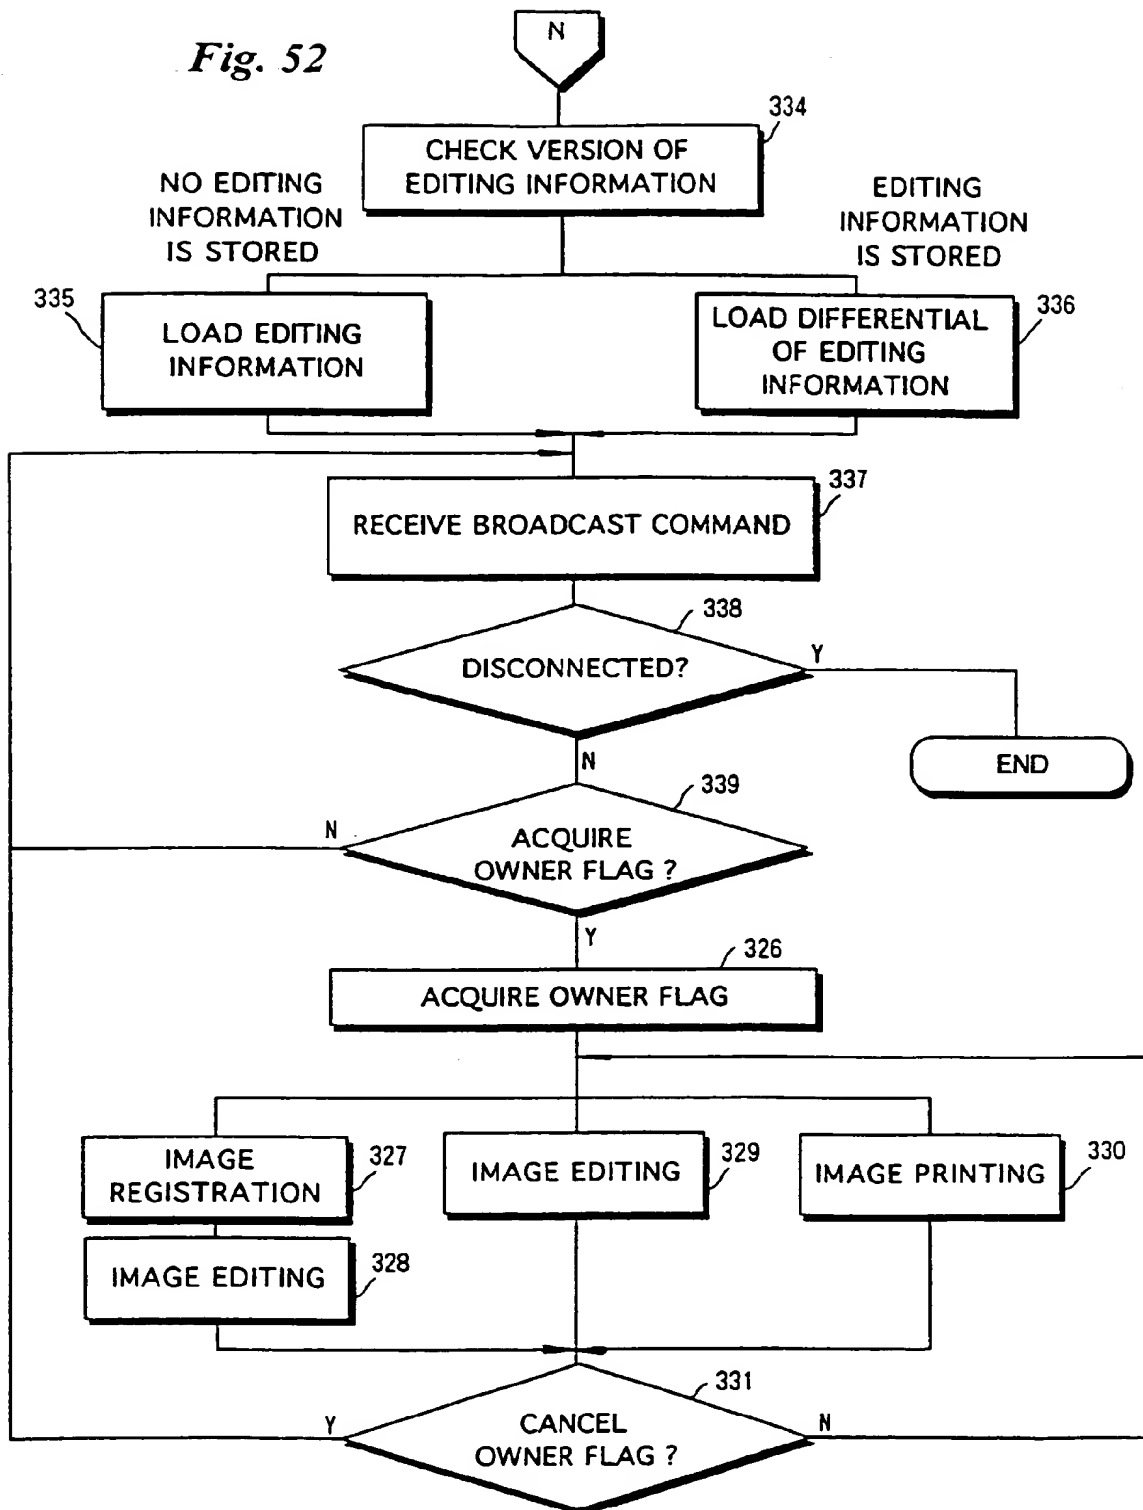 Fig. 52
N
334
CHECK VERSION OF
EDITING INFORMATION
NO EDITING
INFORMATION
IS STORED
EDITING
INFORMATION
IS STORED
335
LOAD EDITING
INFORMATION
LOAD DIFFERENTIAL
OF EDITING
INFORMATION
336
337
RECEIVE BROADCAST COMMAND
338
DISCONNECTED?
Y
END
N
339
N
ACQUIRE
OWNER FLAG ?
Y
326
ACQUIRE OWNER FLAG
IMAGE
REGISTRATION
327
IMAGE EDITING
329
IMAGE PRINTING
330
IMAGE EDITING
328
331
Y
CANCEL
OWNER FLAG ?
N